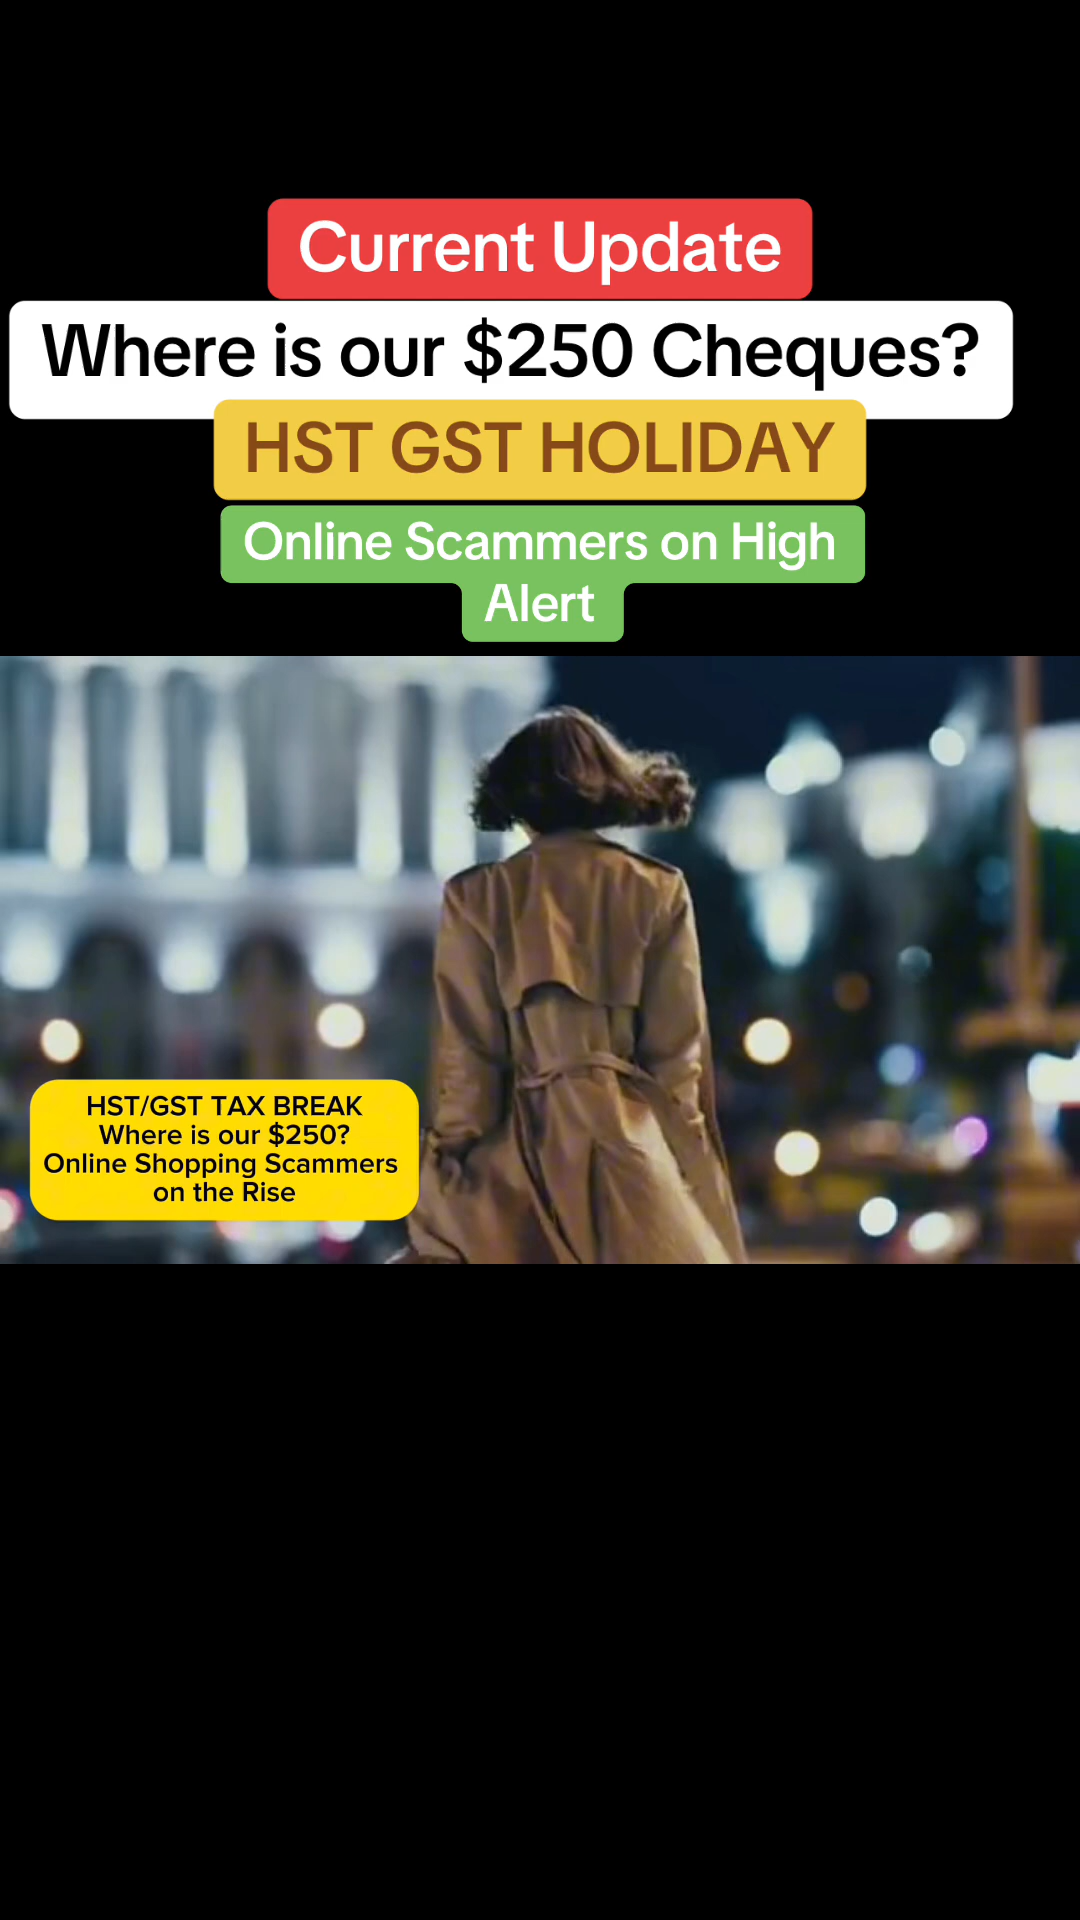 Current Update
Where is our $250 Cheques?
HST GST HOLIDAY
Online Scammers on High
Alert
HST/GST TAX BREAK
Where is our $250?
Online Shopping Scammers
on the Rise